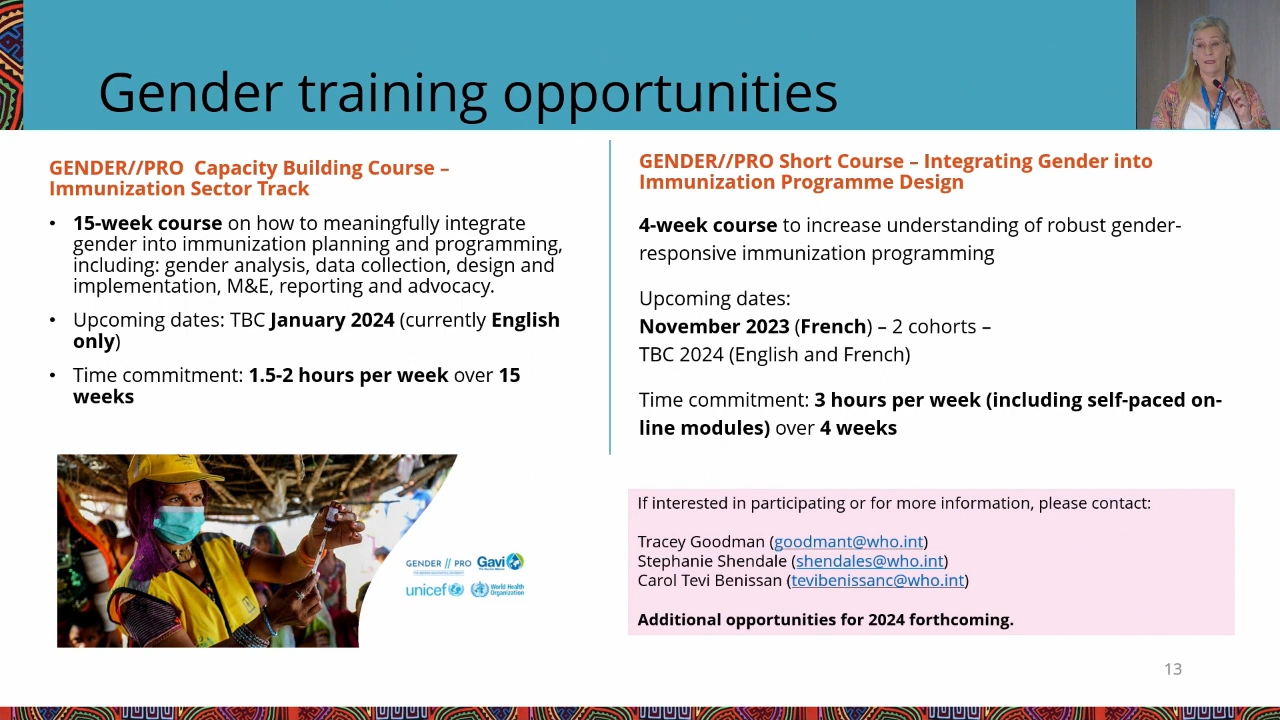 Gender training opportunities
GENDER//PRO Capacity Building Course –
Immunization Sector Track
• 15-week course on how to meaningfully integrate
gender into immunization planning and programming,
including: gender analysis, data collection, design and
implementation, M&E, reporting and advocacy.
• Upcoming dates: TBC January 2024 (currently English
only)
• Time commitment: 1.5-2 hours per week over 15
weeks
GENDER//PRO Short Course – Integrating Gender into
Immunization Programme Design
4-week course to increase understanding of robust gender-
responsive immunization programming
Upcoming dates:
November 2023 (French) – 2 cohorts –
TBC 2024 (English and French)
Time commitment: 3 hours per week (including self-paced on-
line modules) over 4 weeks
GENDER // PRO
Gavi
unicef
World Health
Organization
If interested in participating or for more information, please contact:
Tracey Goodman (goodmant@who.int)
Stephanie Shendale (shendales@who.int)
Carol Tevi Benissan (tevibenissanc@who.int)
Additional opportunities for 2024 forthcoming.
13